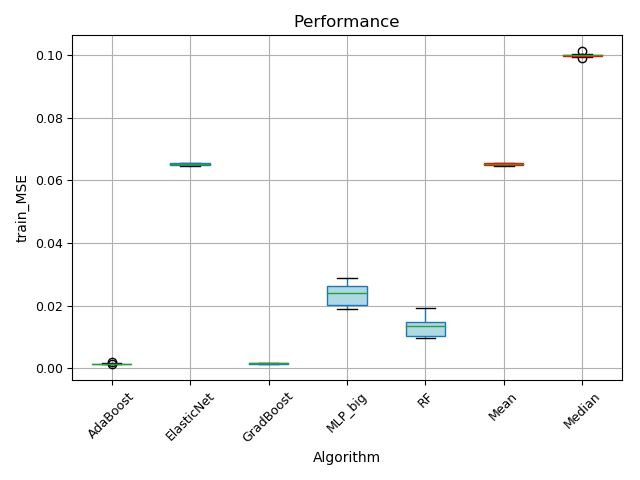 Performance
0.10
0.08
0.06
0.04
0.02
0.00
train_MSE
AdaBoost
ElasticNet
GradBoost
MLP_big
RF
Mean
Median
Algorithm